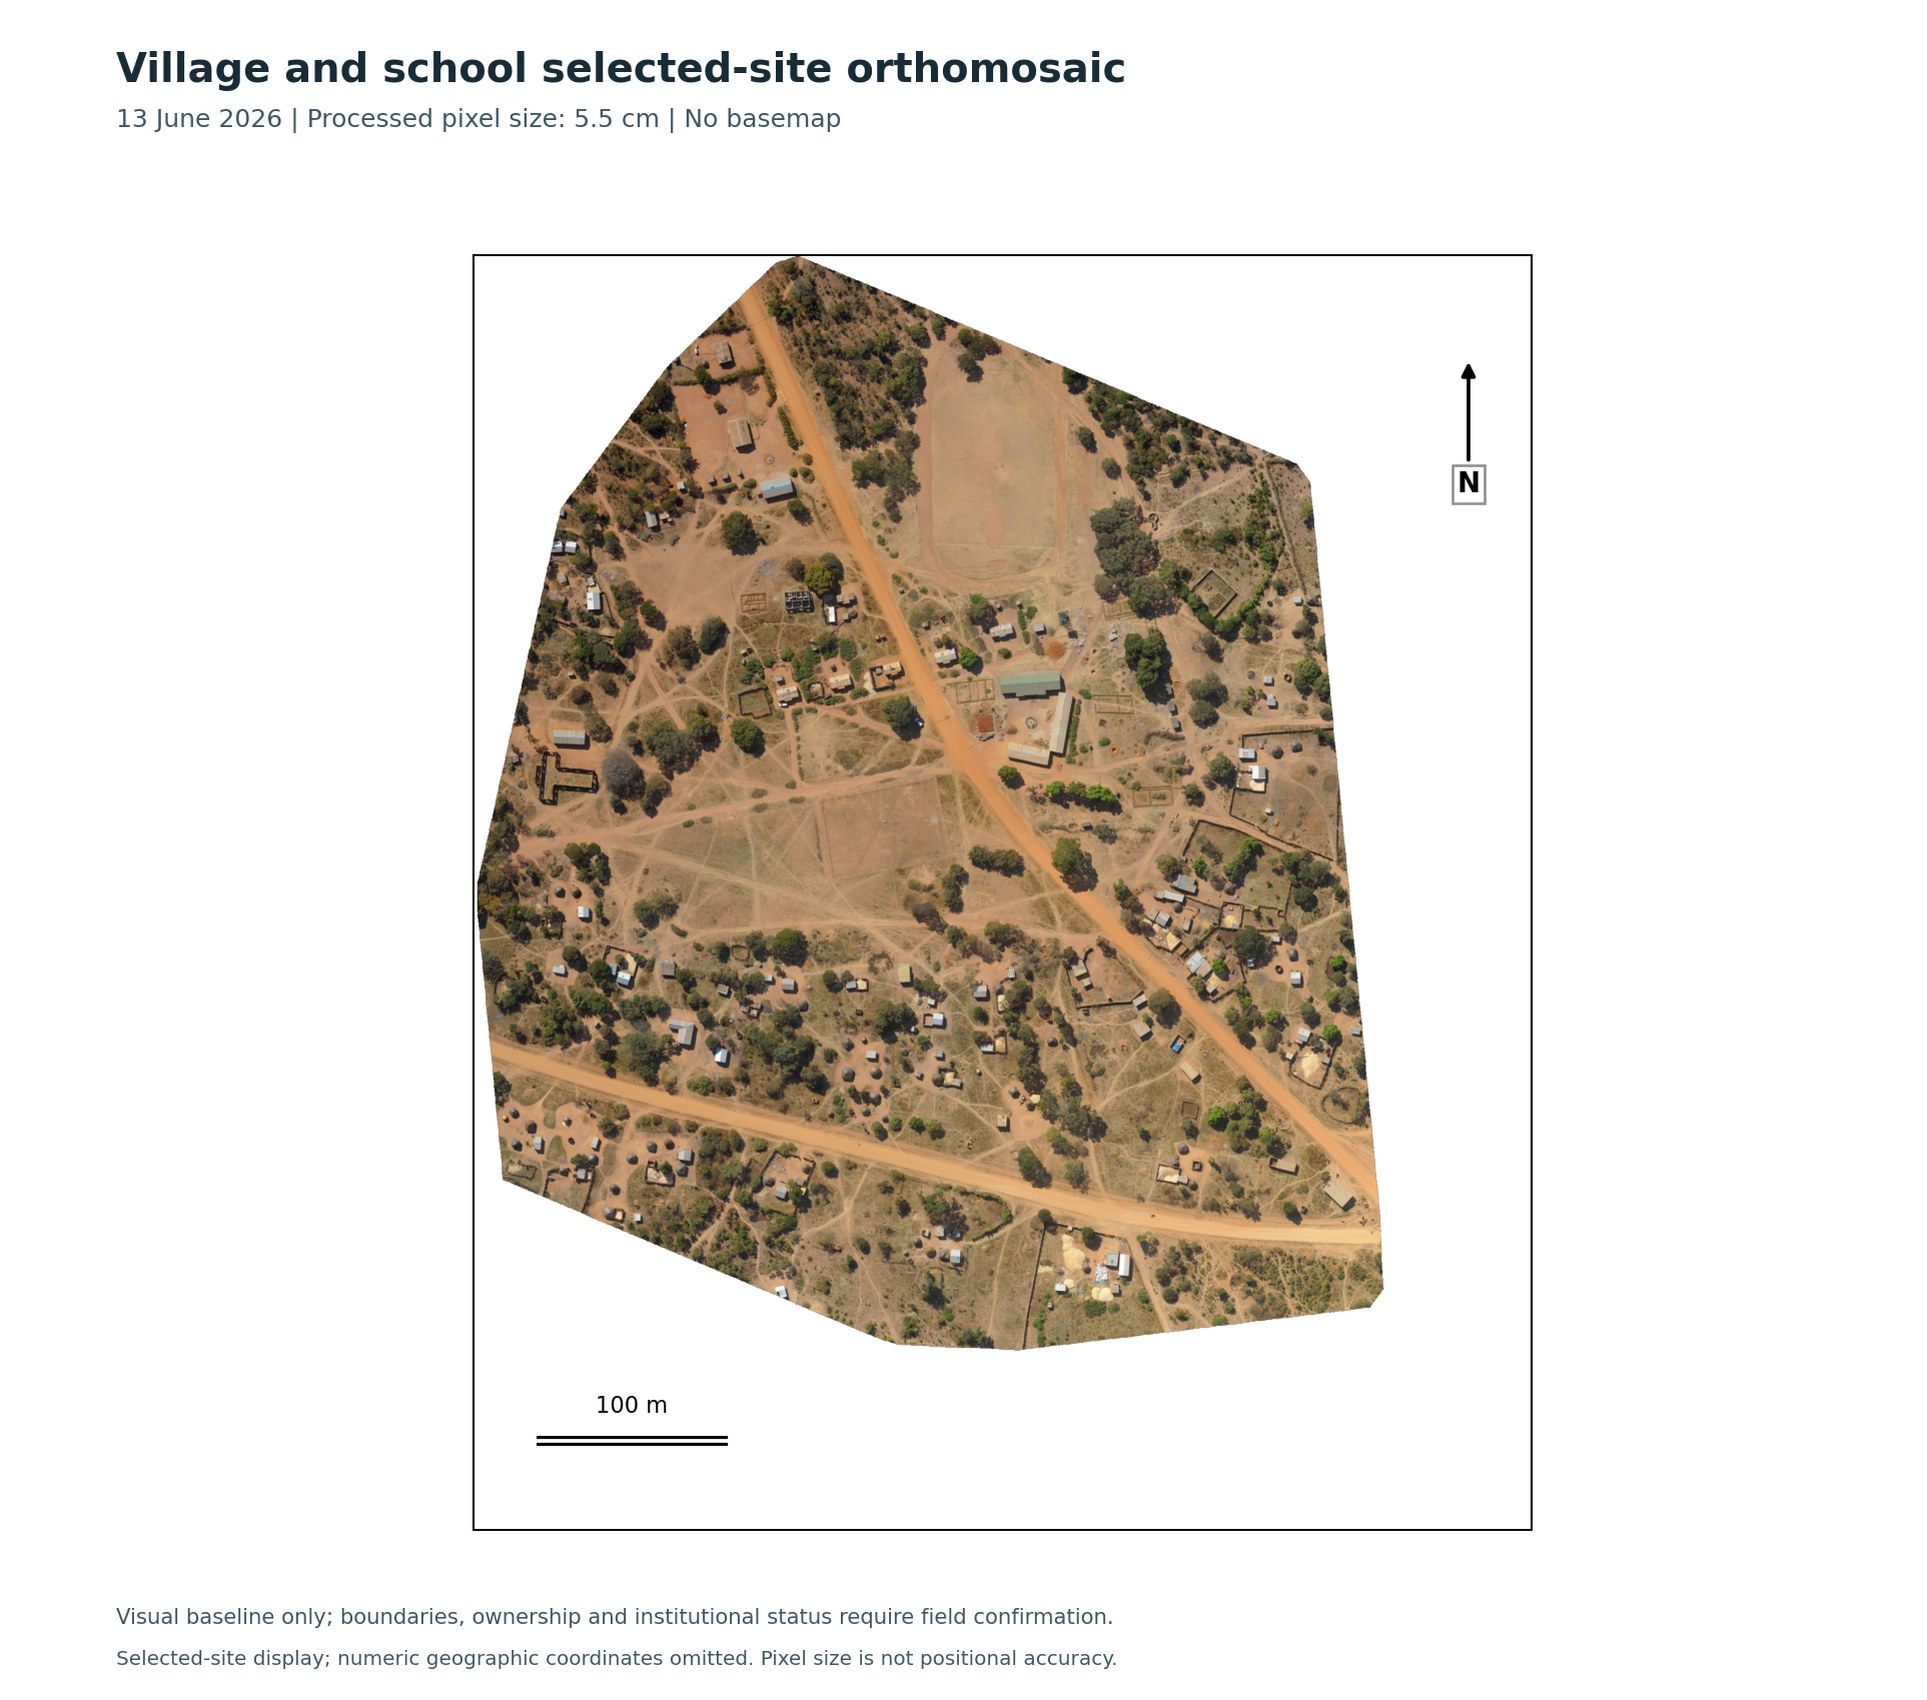 Village and school selected-site orthomosaic
13 June 2026 | Processed pixel size: 5.5 cm | No basemap
N
100 m
Visual baseline only; boundaries, ownership and institutional status require field confirmation.
Selected-site display; numeric geographic coordinates omitted. Pixel size is not positional accuracy.